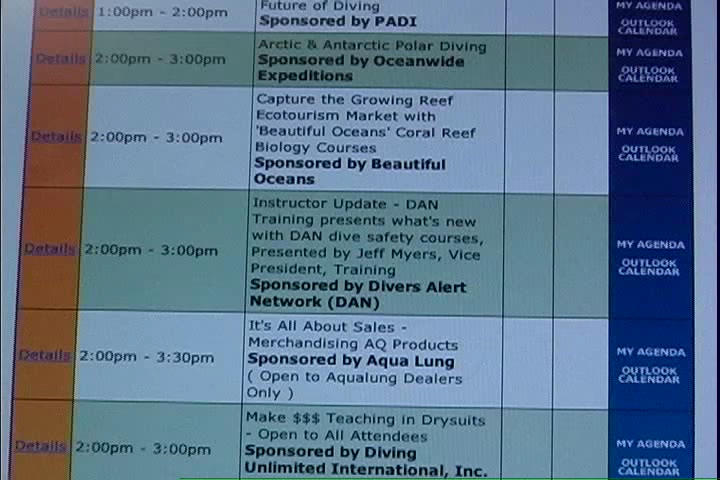 Details 1:00pm - 2:00pm Future of Diving MY AGENDA
Sponsored by PADI OUTLOOK
CALENDAR
Details 2:00pm - 3:00pm Arctic & Antarctic Polar Diving MY AGENDA
Sponsored by Oceanwide OUTLOOK
Expeditions CALENDAR
Capture the Growing Reef
Ecotourism Market with
Details 2:00pm - 3:00pm 'Beautiful Oceans' Coral Reef MY AGENDA
Biology Courses OUTLOOK
Sponsored by Beautiful CALENDAR
Oceans
Instructor Update - DAN
Training presents what's new
with DAN dive safety courses,
Details 2:00pm - 3:00pm Presented by Jeff Myers, Vice MY AGENDA
President, Training OUTLOOK
Sponsored by Divers Alert CALENDAR
Network (DAN)
It's All About Sales -
Merchandising AQ Products
Details 2:00pm - 3:30pm Sponsored by Aqua Lung MY AGENDA
( Open to Aqualung Dealers OUTLOOK
Only ) CALENDAR
Make $$$ Teaching in Drysuits
- Open to All Attendees
Details 2:00pm - 3:00pm Sponsored by Diving MY AGENDA
Unlimited International, Inc. OUTLOOK
CALENDAR